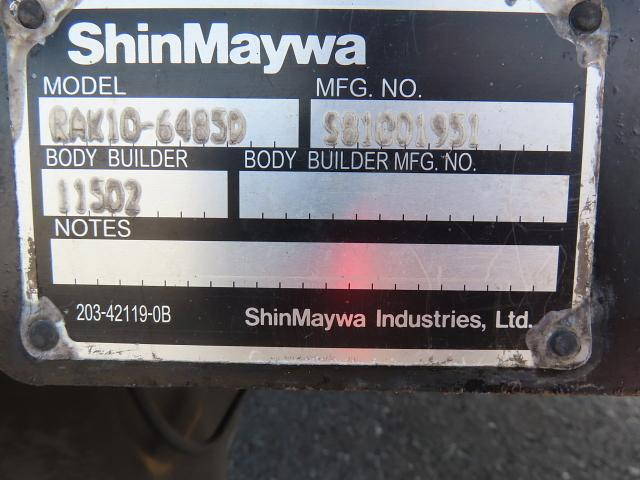 ShinMaywa
MODEL MFG. NO.
RAK10-6485D S81001951
BODY BUILDER BODY BUILDER MFG. NO.
11502
NOTES
203-42119-0B ShinMaywa Industries, Ltd.